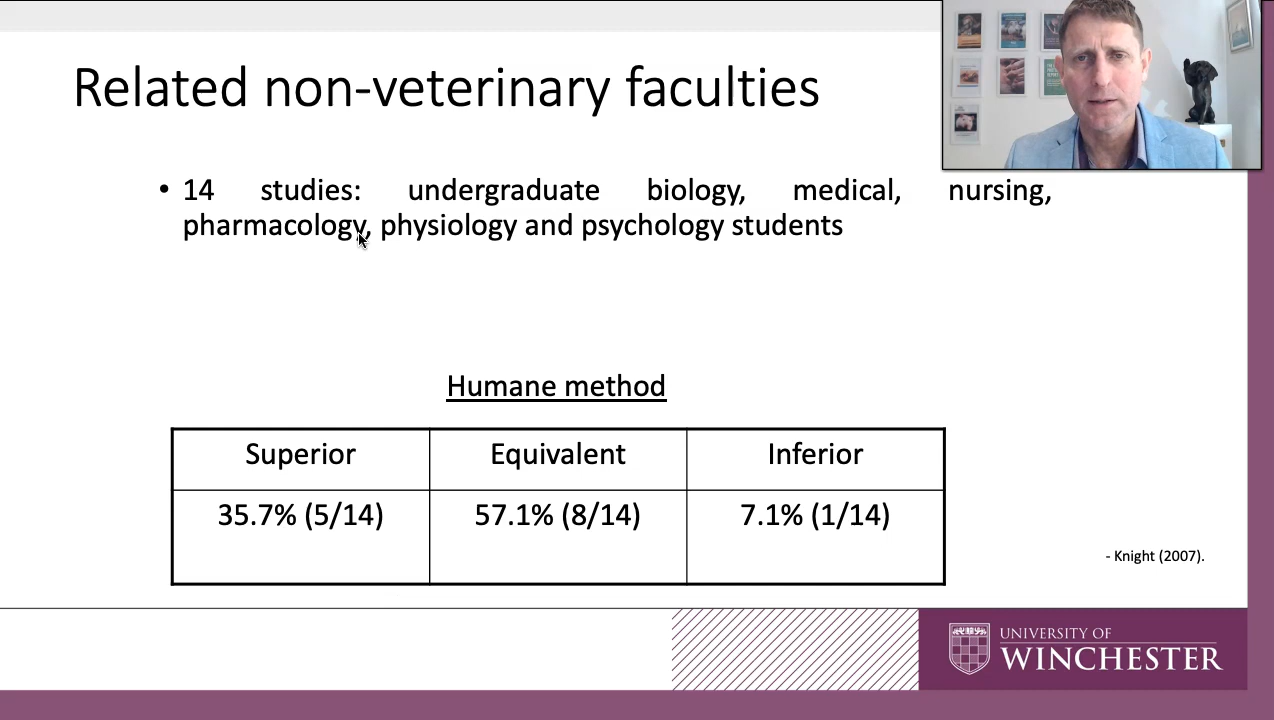 Related non-veterinary faculties
• 14 studies: undergraduate biology, medical, nursing,
pharmacology, physiology and psychology students
Humane method
Superior Equivalent Inferior
35.7% (5/14) 57.1% (8/14) 7.1% (1/14)
- Knight (2007).
UNIVERSITY OF
WINCHESTER